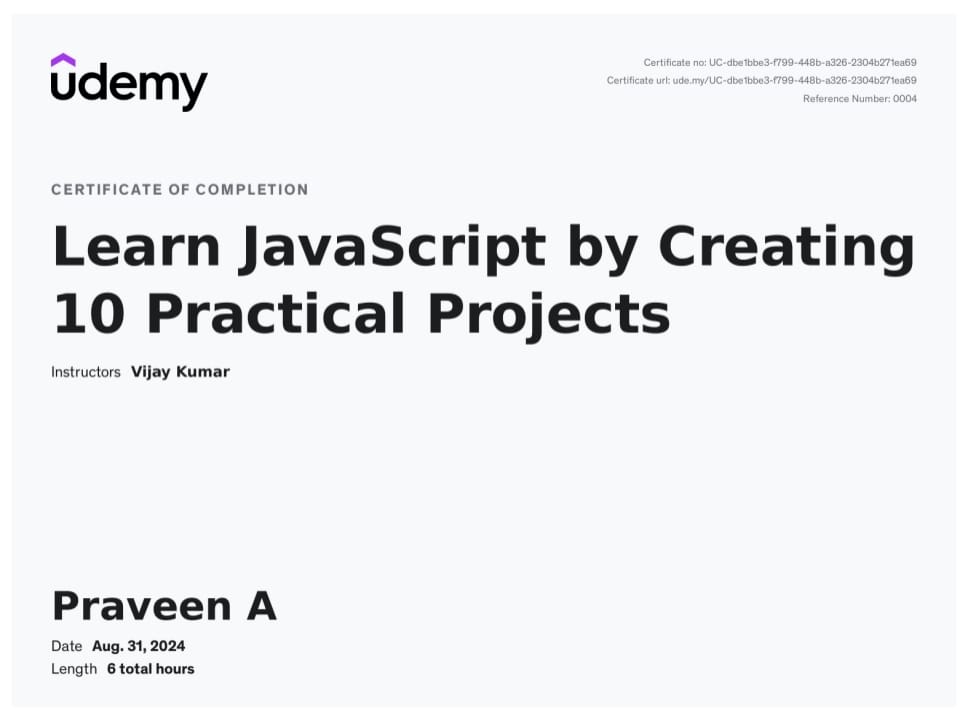 udemy
Certificate no: UC-dbe1bbe3-f799-448b-a326-2304b271ea69
Certificate url: ude.my/UC-dbe1bbe3-f799-448b-a326-2304b271ea69
Reference Number: 0004
CERTIFICATE OF COMPLETION
Learn JavaScript by Creating
10 Practical Projects
Instructors Vijay Kumar
Praveen A
Date Aug. 31, 2024
Length 6 total hours